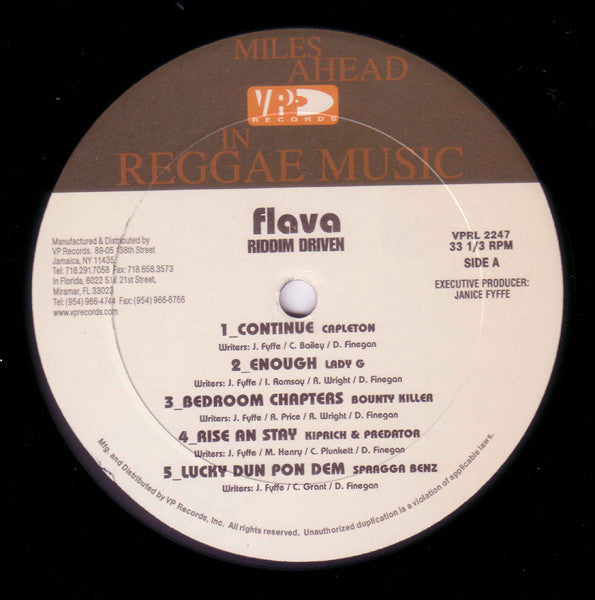 MILES
AHEAD
VP
RECORDS
IN
REGGAE MUSIC
flava
RIDDIM DRIVEN
Manufactured & Distributed by
VP Records. 89-05 138th Street
Jamaica, NY 11435
Tel: 718.291.7058 Fax: 718.658.3573
In Florida, 6022 S.W. 21st Street,
Miramar, FL 33023
Tel: (954) 966-4744 Fax: (954) 966-8766
www.vprecords.com
VPRL 2247
33 1/3 RPM
SIDE A
EXECUTIVE PRODUCER:
JANICE FYFFE
1_CONTINUE CAPLETON
Writers: J. Fyffe / C. Bailey / D. Finegan
2_ENOUGH LADY G
Writers: J. Fyffe / I. Ramsay / R. Wright / D. Finegan
3_BEDROOM CHAPTERS BOUNTY KILLER
Writers: J. Fyffe / R. Price / R. Wright / D. Finegan
4_RISE AN STAY KIPRICH & PREDATOR
Writers: J. Fyffe / M. Henry / C. Plunkett / D. Finegan
5_LUCKY DUN PON DEM SPRAGGA BENZ
Writers: J. Fyffe / C. Grant / D. Finegan
Mfg. and Distributed by VP Records, Inc. All rights reserved. Unauthorized duplication is a violation of applicable laws.